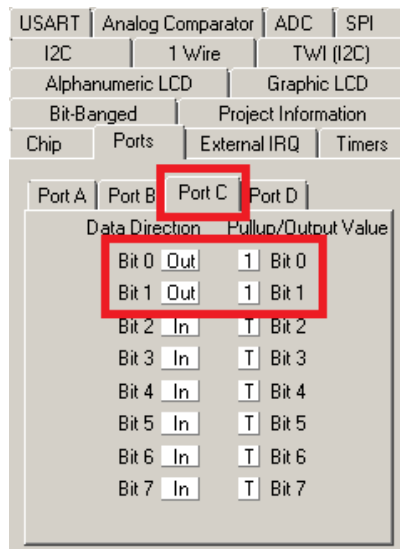 USART Analog Comparator ADC SPI
I2C 1 Wire TWI (I2C)
Alphanumeric LCD Graphic LCD
Bit-Banged Project Information
Chip Ports External IRQ Timers
Port A Port B Port C Port D
Data Direction Pullup/Output Value
Bit 0 Out 1 Bit 0
Bit 1 Out 1 Bit 1
Bit 2 In T Bit 2
Bit 3 In T Bit 3
Bit 4 In T Bit 4
Bit 5 In T Bit 5
Bit 6 In T Bit 6
Bit 7 In T Bit 7